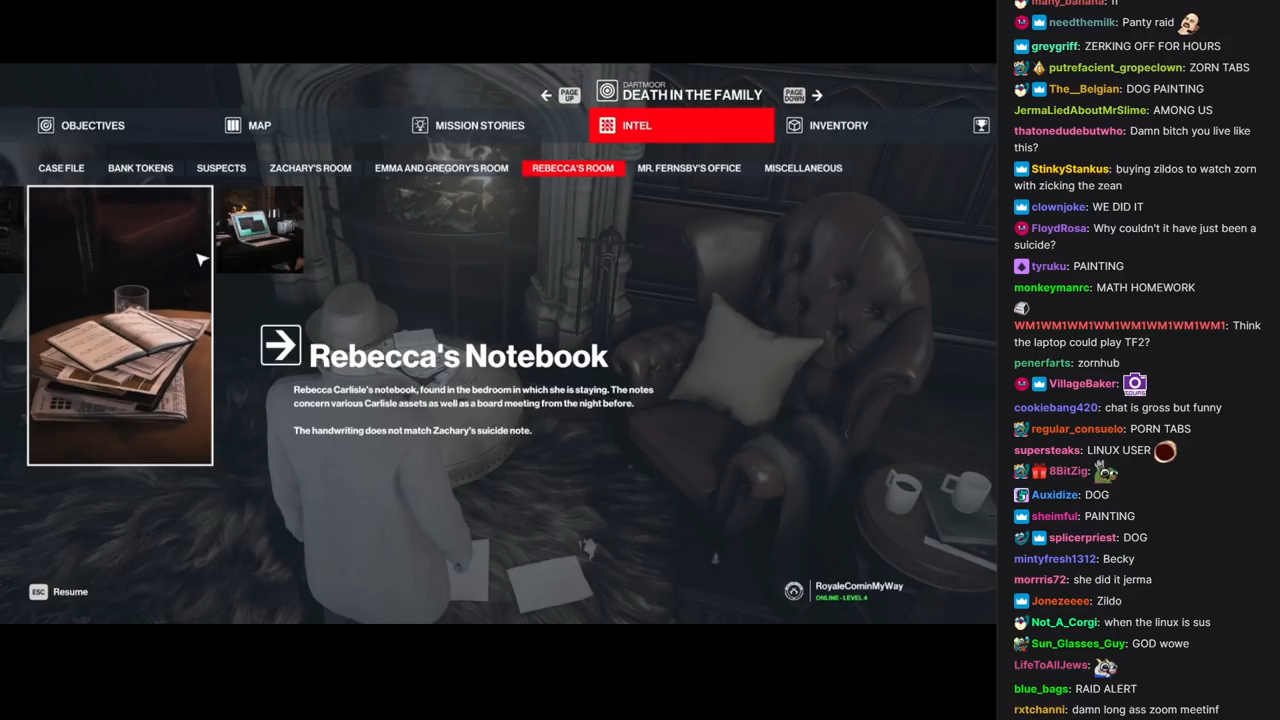 PAGE UP
DARTMOOR
DEATH IN THE FAMILY
PAGE DOWN
OBJECTIVES
MAP
MISSION STORIES
INTEL
INVENTORY
CASE FILE
BANK TOKENS
SUSPECTS
ZACHARY'S ROOM
EMMA AND GREGORY'S ROOM
REBECCA'S ROOM
MR. FERNSBY'S OFFICE
MISCELLANEOUS
Rebecca's Notebook
Rebecca Carlisle's notebook, found in the bedroom in which she is staying. The notes
concern various Carlisle assets as well as a board meeting from the night before.
The handwriting does not match Zachary's suicide note.
ESC Resume
RoyaleCominMyWay
ONLINE - LEVEL 4
many_banana: ff
needthemilk: Panty raid
greygriff: ZERKING OFF FOR HOURS
putrefacient_gropeclown: ZORN TABS
The__Belgian: DOG PAINTING
JermaLiedAboutMrSlime: AMONG US
thatonedudebutwho: Damn bitch you live like
this?
StinkyStankus: buying zildos to watch zorn
with zicking the zean
clownjoke: WE DID IT
FloydRosa: Why couldn't it have just been a
suicide?
tyruku: PAINTING
monkeymanrc: MATH HOMEWORK
WM1WM1WM1WM1WM1WM1WM1WM1: Think
the laptop could play TF2?
penerfarts: zornhub
VillageBaker:
cookiebang420: chat is gross but funny
regular_consuelo: PORN TABS
supersteaks: LINUX USER
8BitZig:
Auxidize: DOG
sheimful: PAINTING
splicerpriest: DOG
mintyfresh1312: Becky
morrris72: she did it jerma
Jonezeeee: Zildo
Not_A_Corgi: when the linux is sus
Sun_Glasses_Guy: GOD wowe
LifeToAllJews:
blue_bags: RAID ALERT
rxtchanni: damn long ass zoom meetinf